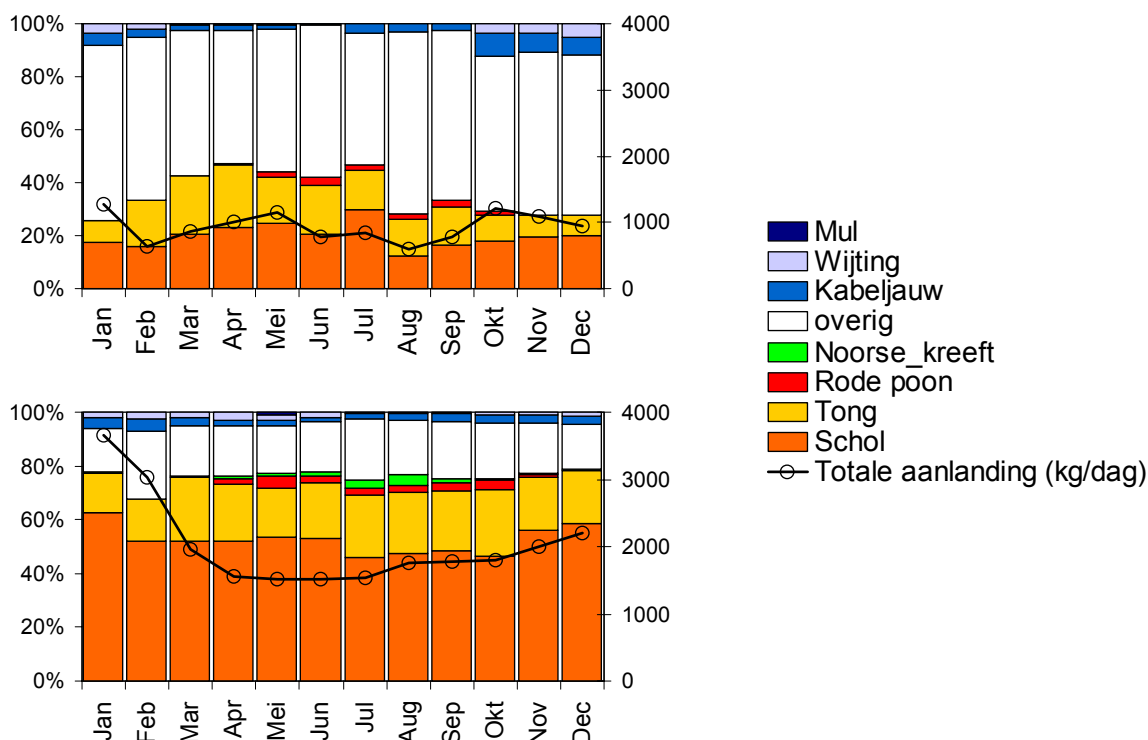 100% 4000
80% 3000
60%
2000
40%
20% 1000
0% 0
Jan Feb Mar Apr Mei Jun Jul Aug Sep Okt Nov Dec
100% 4000
80% 3000
60%
2000
40%
20% 1000
0% 0
Jan Feb Mar Apr Mei Jun Jul Aug Sep Okt Nov Dec
Mul
Wijting
Kabeljauw
overig
Noorse_kreeft
Rode poon
Tong
Schol
Totale aanlanding (kg/dag)